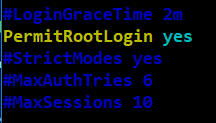 #LoginGraceTime 2m
PermitRootLogin yes
#StrictModes yes
#MaxAuthTries 6
#MaxSessions 10